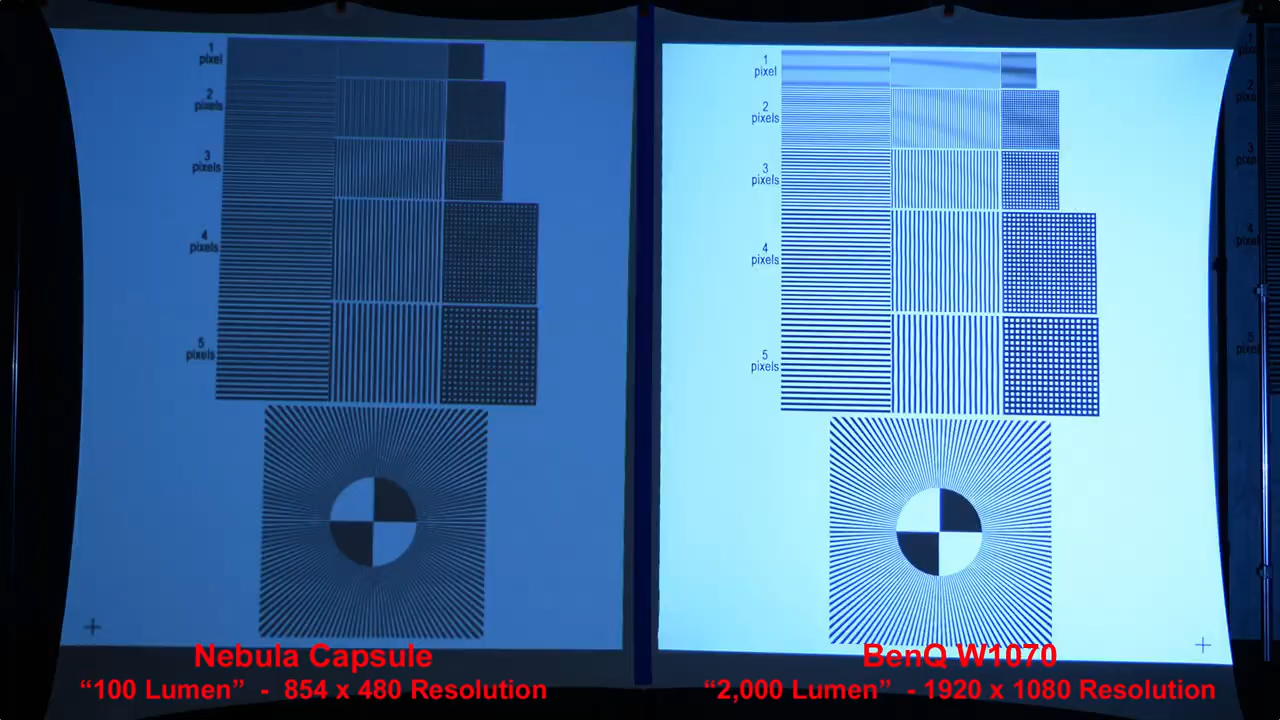 1
pixel
2
pixels
3
pixels
4
pixels
5
pixels
1
pixel
2
pixels
3
pixels
4
pixels
5
pixels
Nebula Capsule
“100 Lumen” - 854 x 480 Resolution
BenQ W1070
“2,000 Lumen” - 1920 x 1080 Resolution